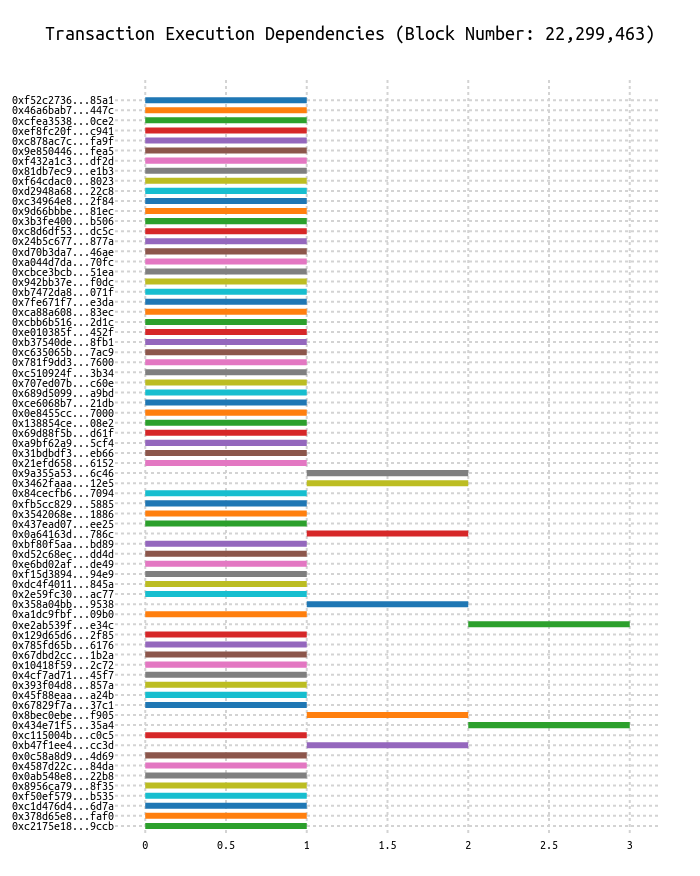 Transaction Execution Dependencies (Block Number: 22,299,463)
0xf52c2736...85a1
0x46a6bab7...447c
0xcfea3538...0ce2
0xef8fc20f...c941
0xc878ac7c...fa9f
0x9e850446...fea5
0xf432a1c3...df2d
0x81db7ec9...e1b3
0xf64cdac0...8023
0xd2948a68...22c8
0xc34964e8...2f84
0x9d66bbbe...81ec
0x3b3fe400...b506
0xc8d6df53...dc5c
0x24b5c677...877a
0xd70b3da7...46ae
0xa044d7da...70fc
0xcbce3bcb...51ea
0x942bb37e...f0dc
0xb7472da8...071f
0x7fe671f7...e3da
0xca88a608...83ec
0xcbb6b516...2d1c
0xe010385f...452f
0xb37540de...8fb1
0xc635065b...7ac9
0x781f9dd3...7600
0xc510924f...3b34
0x707ed07b...c60e
0x689d5099...a9bd
0xce6068b7...21db
0x0e8455cc...7000
0x138854ce...08e2
0x69d88f5b...d61f
0xa9bf62a9...5cf4
0x31bdbdf3...eb66
0x21efd658...6152
0x9a355a53...6c46
0x3462faaa...12e5
0x84cecfb6...7094
0xfb5cc829...5885
0x3542068e...1886
0x437ead07...ee25
0x0a64163d...786c
0xbf80f5aa...bd89
0xd52c68ec...dd4d
0xe6bd02af...de49
0xf15d3894...94e9
0xdc4f4011...845a
0x2e59fc30...ac77
0x358a04bb...9538
0xa1dc9fbf...09b0
0xe2ab539f...e34c
0x129d65d6...2f85
0x785fd65b...6176
0x67dbd2cc...1b2a
0x10418f59...2c72
0x4cf7ad71...45f7
0x393f04d8...857a
0x45f88eaa...a24b
0x67829f7a...37c1
0x8bec0ebe...f905
0x434e71f5...35a4
0xc115004b...c0c5
0xb47f1ee4...cc3d
0x0c58a8d9...4d69
0x4587d22c...84da
0x0ab548e8...22b8
0x8956ca79...8f35
0xf50ef579...b535
0xc1d476d4...6d7a
0x378d65e8...faf0
0xc2175e18...9ccb
0 0.5 1 1.5 2 2.5 3